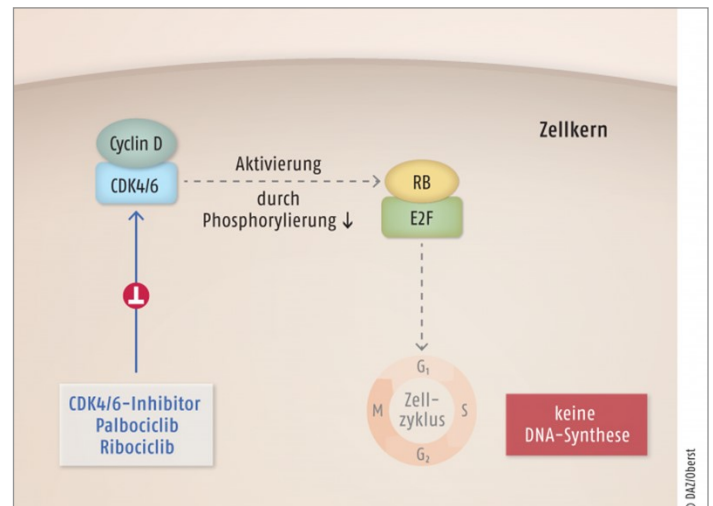 Zellkern
Cyclin D
CDK4/6
Aktivierung
durch
Phosphorylierung ↓
RB
E2F
CDK4/6-Inhibitor
Palbociclib
Ribociclib
G₁
M
Zell-
zyklus
S
G₂
keine
DNA-Synthese
DAZ/Oberst